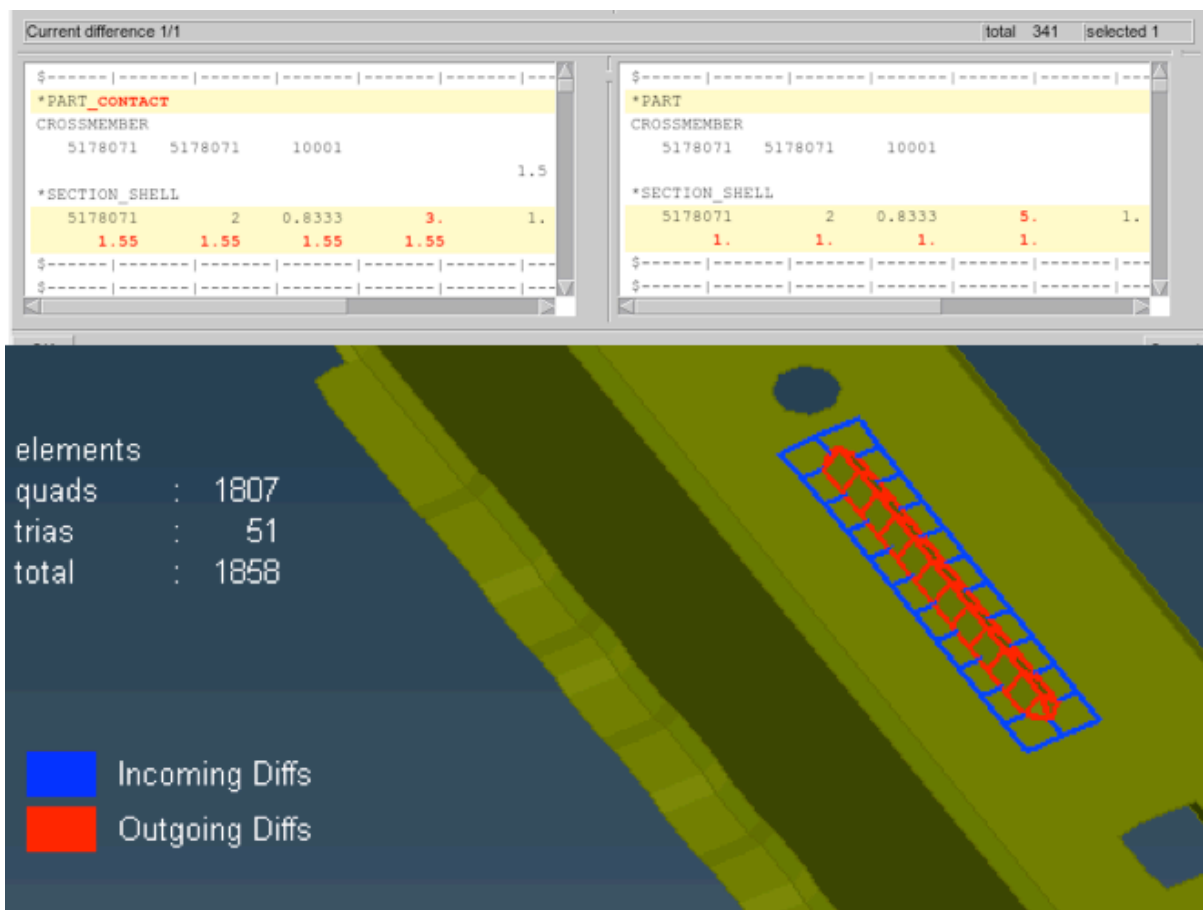 Current difference 1/1 total 341 selected 1
$-------|-------|-------|-------|-------|-------|---
*PART_CONTACT
CROSSMEMBER
5178071 5178071 10001
1.5
*SECTION_SHELL
5178071 2 0.8333 3. 1.
1.55 1.55 1.55 1.55
$-------|-------|-------|-------|-------|-------|---
$-------|-------|-------|-------|-------|-------|---
$-------|-------|-------|-------|-------|-------|---
*PART
CROSSMEMBER
5178071 5178071 10001
*SECTION_SHELL
5178071 2 0.8333 5. 1.
1. 1. 1. 1.
$-------|-------|-------|-------|-------|-------|---
$-------|-------|-------|-------|-------|-------|---
elements
quads : 1807
trias : 51
total : 1858
Incoming Diffs
Outgoing Diffs